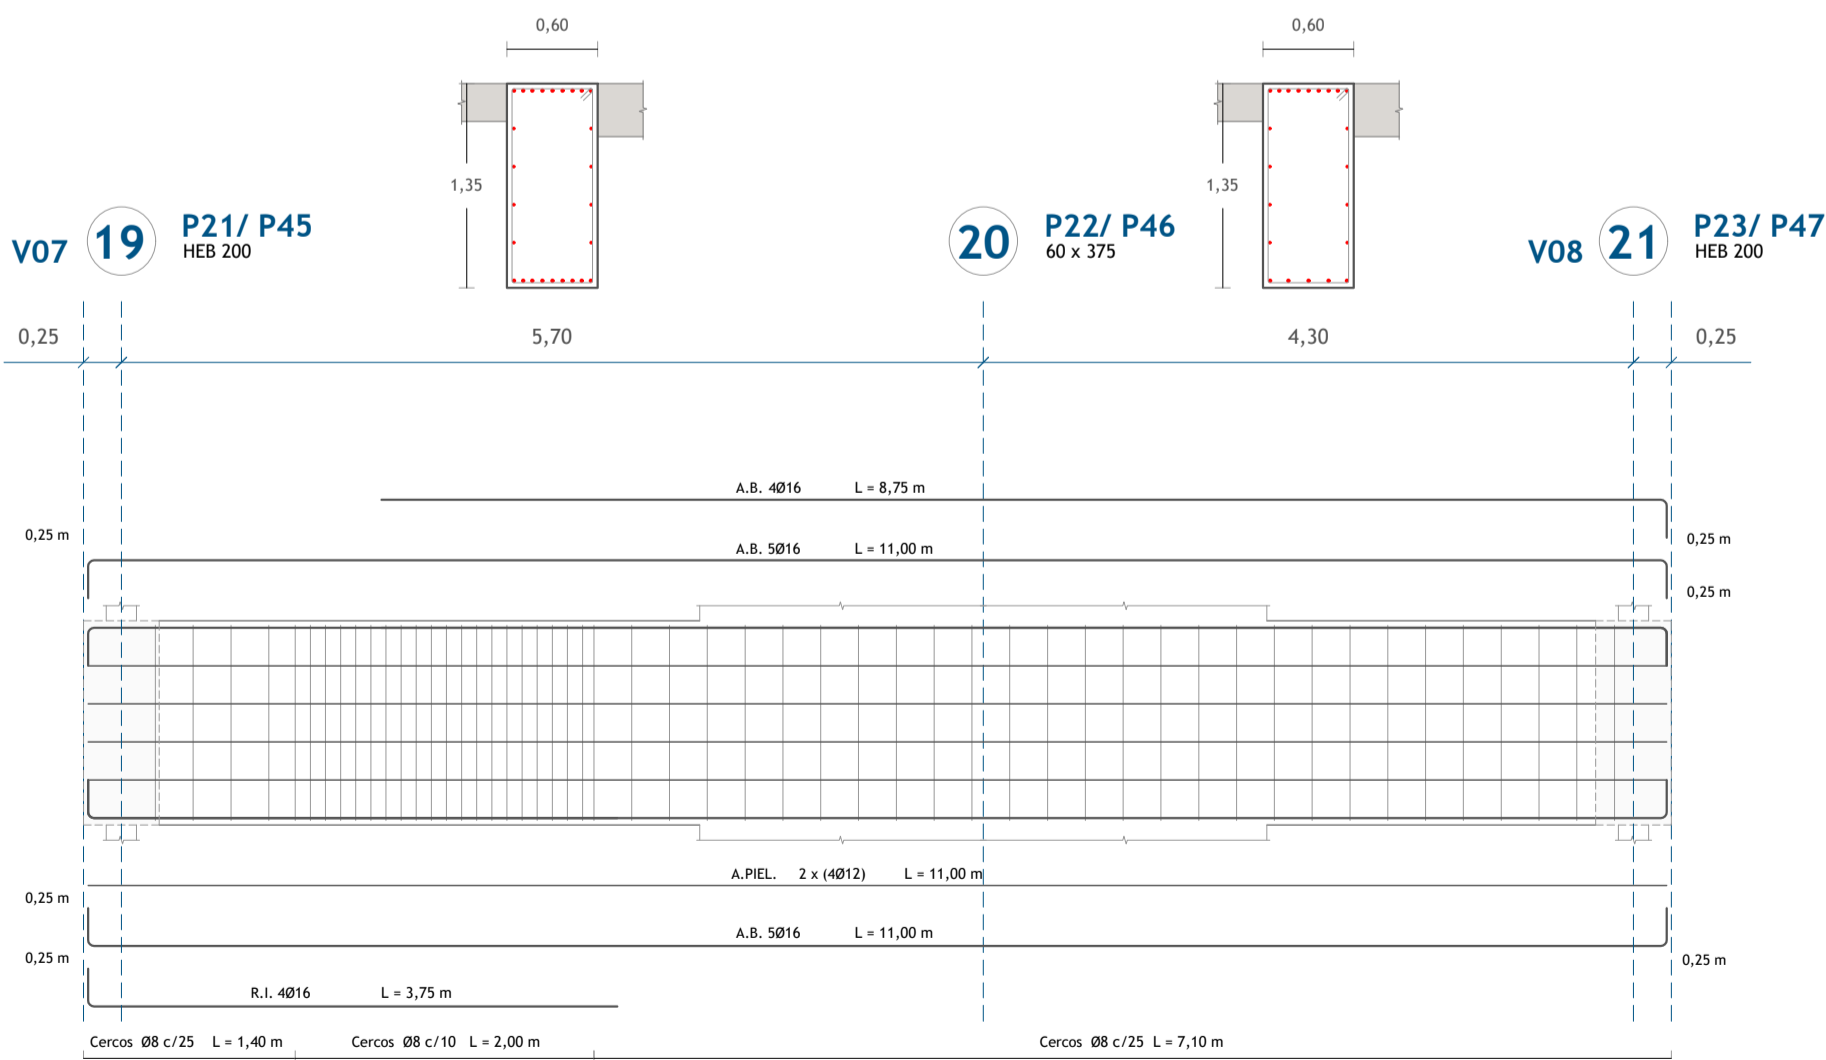 0,60 0,60
1,35 1,35
V07 19 P21/ P45 20 P22/ P46 V08 21 P23/ P47
HEB 200 60 x 375 HEB 200
0,25 5,70 4,30 0,25
A.B. 4Ø16 L = 8,75 m
0,25 m 0,25 m
A.B. 5Ø16 L = 11,00 m
0,25 m
A.PIEL. 2 x (4Ø12) L = 11,00 m
0,25 m
A.B. 5Ø16 L = 11,00 m
0,25 m 0,25 m
R.I. 4Ø16 L = 3,75 m
Cercos Ø8 c/25 L = 1,40 m Cercos Ø8 c/10 L = 2,00 m Cercos Ø8 c/25 L = 7,10 m